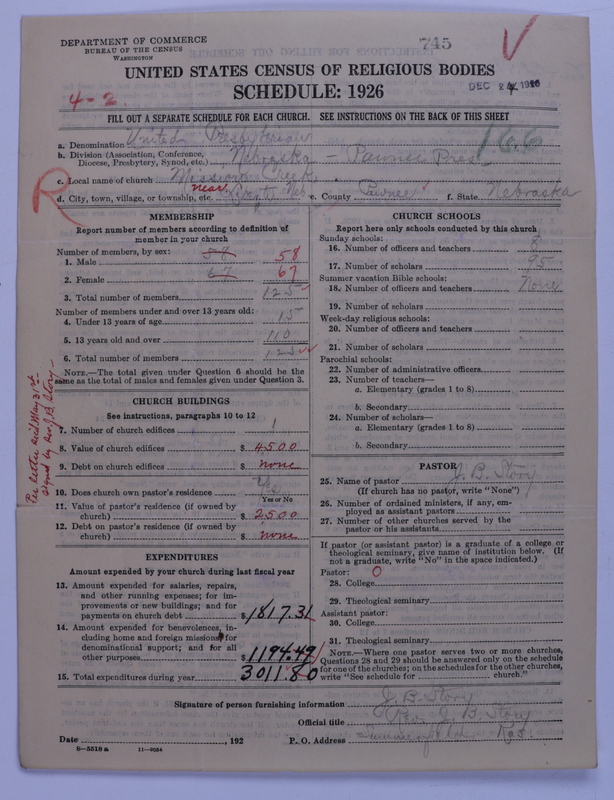 DEPARTMENT OF COMMERCE
BUREAU OF THE CENSUS
WASHINGTON
745
UNITED STATES CENSUS OF RELIGIOUS BODIES
SCHEDULE: 1926
DEC 24 1926
4-2
FILL OUT A SEPARATE SCHEDULE FOR EACH CHURCH. SEE INSTRUCTIONS ON THE BACK OF THIS SHEET
166
a. Denomination United Presbyterian
b. Division (Association, Conference, Diocese, Presbytery, Synod, etc.) Nebraska - Pawnee Pres.
c. Local name of church Mission Creek
R
d. City, town, village, or township, etc. near Neb e. County Pawnee f. State Nebraska
MEMBERSHIP
Report number of members according to definition of
member in your church
Number of members, by sex:
1. Male 58 58
2. Female 67 67
3. Total number of members 125
Number of members under and over 13 years old:
4. Under 13 years of age 15
5. 13 years old and over 110
6. Total number of members 125
NOTE.—The total given under Question 6 should be the
same as the total of males and females given under Question 3.
Per letter rec'd May 31st
signed by Rev. J. B. Story
CHURCH BUILDINGS
See instructions, paragraphs 10 to 12
7. Number of church edifices 1
8. Value of church edifices $ 4500
9. Debt on church edifices $ none
10. Does church own pastor's residence Yes
Yes or No
11. Value of pastor's residence (if owned by
church) $ 2500
12. Debt on pastor's residence (if owned by
church) $ none
EXPENDITURES
Amount expended by your church during last fiscal year
13. Amount expended for salaries, repairs,
and other running expenses; for im-
provements or new buildings; and for
payments on church debt $ 1817.31
14. Amount expended for benevolences, in-
cluding home and foreign missions, for
denominational support; and for all
other purposes $ 1194.49
15. Total expenditures during year 3011.80
CHURCH SCHOOLS
Report here only schools conducted by this church
Sunday schools:
16. Number of officers and teachers 8
17. Number of scholars 95
Summer vacation Bible schools:
18. Number of officers and teachers None
19. Number of scholars
Week-day religious schools:
20. Number of officers and teachers
21. Number of scholars
Parochial schools:
22. Number of administrative officers
23. Number of teachers—
a. Elementary (grades 1 to 8)
b. Secondary
24. Number of scholars—
a. Elementary (grades 1 to 8)
b. Secondary
PASTOR
25. Name of pastor J. B. Story
(If church has no pastor, write "None")
26. Number of ordained ministers, if any, em-
ployed as assistant pastors
27. Number of other churches served by the
pastor or his assistants
If pastor (or assistant pastor) is a graduate of a college or
theological seminary, give name of institution below. (If
not a graduate, write "No" in the space indicated.)
Pastor: O
28. College
29. Theological seminary
Assistant pastor:
30. College
31. Theological seminary
NOTE.—Where one pastor serves two or more churches,
Questions 28 and 29 should be answered only on the schedule
for one of the churches; on the schedules for the other churches,
write "See schedule for church."
Signature of person furnishing information J. B. Story
Official title Rev. J. B. Story
Date , 192 P. O. Address Kas.
8-5518 a 11-9054